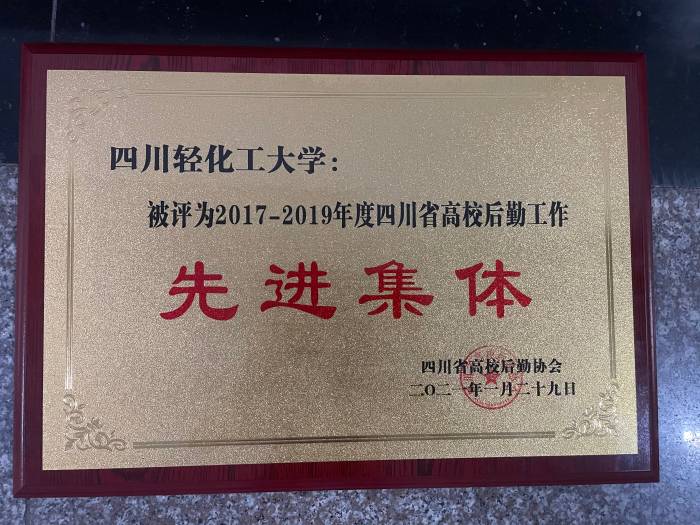 四川轻化工大学：
被评为2017-2019年度四川省高校后勤工作
先进集体
四川省高校后勤协会
二〇二一年一月二十九日